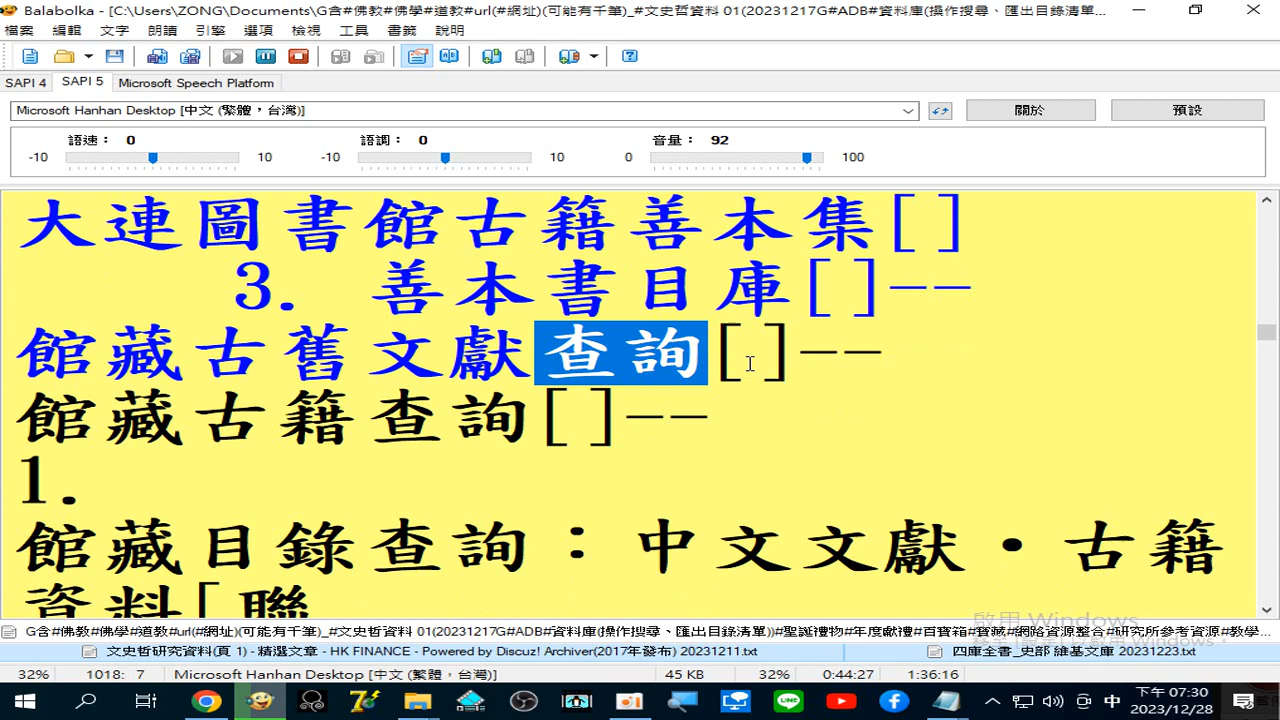 Balabolka - [C:\Users\ZONG\Documents\G含#佛教#佛學#道教#url(#網址)(可能有千筆)_#文史哲資料 01(20231217G#ADB#資料庫(操作搜尋、匯出目錄清單...
檔案 編輯 文字 朗讀 引擎 選項 檢視 工具 書籤 說明
SAPI 4 SAPI 5 Microsoft Speech Platform
Microsoft Hanhan Desktop [中文 (繁體，台灣)] 關於 預設
語速： 0 語調： 0 音量： 92
-10 10 -10 10 0 100
大連圖書館古籍善本集[]
3. 善本書目庫[]--
館藏古舊文獻查詢[]--
館藏古籍查詢[]--
1.
館藏目錄查詢：中文文獻•古籍
資料[聯
啟用 Windows
G含#佛教#佛學#道教#url(#網址)(可能有千筆)_#文史哲資料 01(20231217G#ADB#資料庫(操作搜尋、匯出目錄清單))#聖誕禮物#年度獻禮#百寶箱#寶城#網路資源整合#研究所參考資源#教學...
文史哲研究資料(頁 1) - 精選文章 - HK FINANCE - Powered by Discuz! Archiver(2017年發布) 20231211.txt 四庫全書_史部 維基文庫 20231223.txt
32% 1018: 7 Microsoft Hanhan Desktop [中文 (繁體，台灣)] 45 KB 32% 0:44:27 1:36:16
中 下午 07:30
2023/12/28